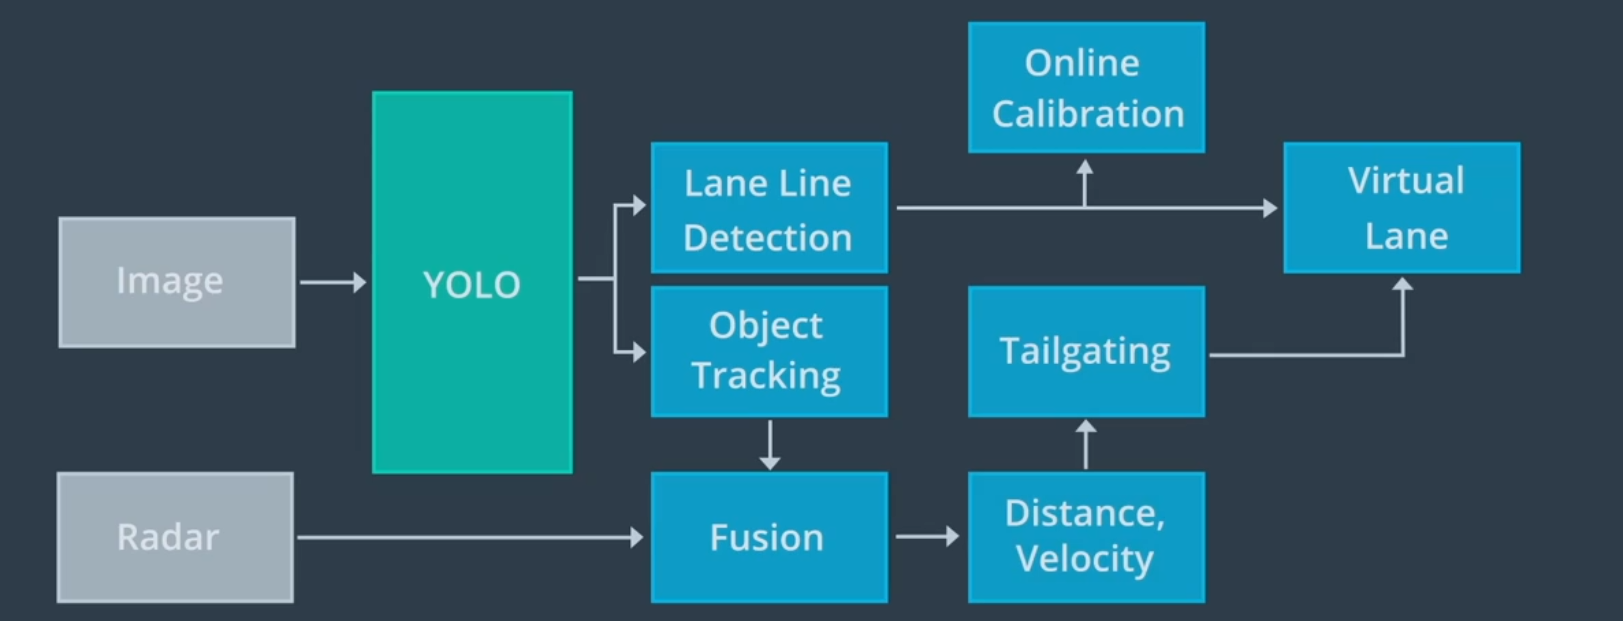 Online
Calibration
Lane Line
Detection
Virtual
Lane
Image
YOLO
Object
Tracking
Tailgating
Radar
Fusion
Distance,
Velocity